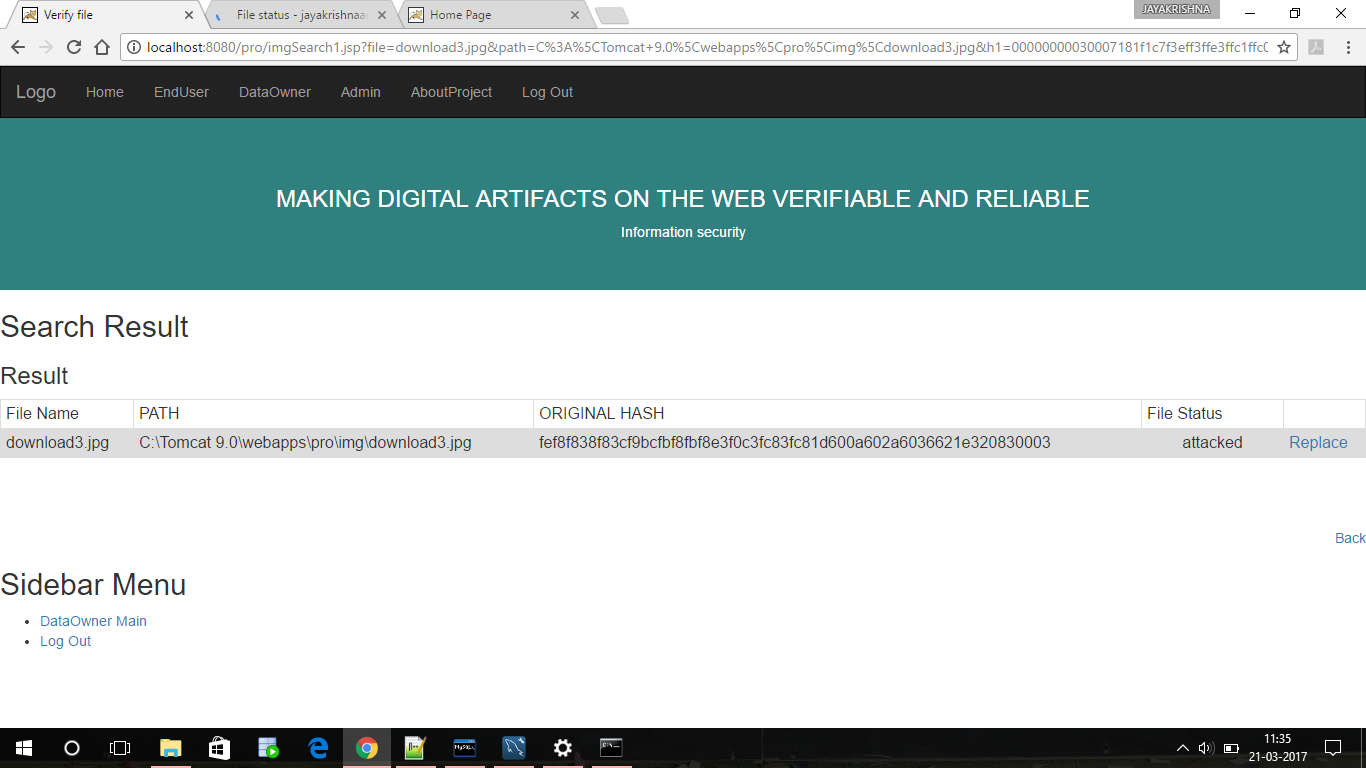 Verify file
File status - jayakrishnaa
Home Page
JAYAKRISHNA
localhost:8080/pro/imgSearch1.jsp?file=download3.jpg&path=C%3A%5CTomcat+9.0%5Cwebapps%5Cpro%5Cimg%5Cdownload3.jpg&h1=00000000030007181f1c7f3eff3ffe3ffc1ffc0
Logo Home EndUser DataOwner Admin AboutProject Log Out
MAKING DIGITAL ARTIFACTS ON THE WEB VERIFIABLE AND RELIABLE
Information security
Search Result
Result
File Name PATH ORIGINAL HASH File Status
download3.jpg C:\Tomcat 9.0\webapps\pro\img\download3.jpg fef8f838f83cf9bcfbf8fbf8e3f0c3fc83fc81d600a602a6036621e320830003 attacked Replace
Back
Sidebar Menu
• DataOwner Main
• Log Out
11:35
21-03-2017